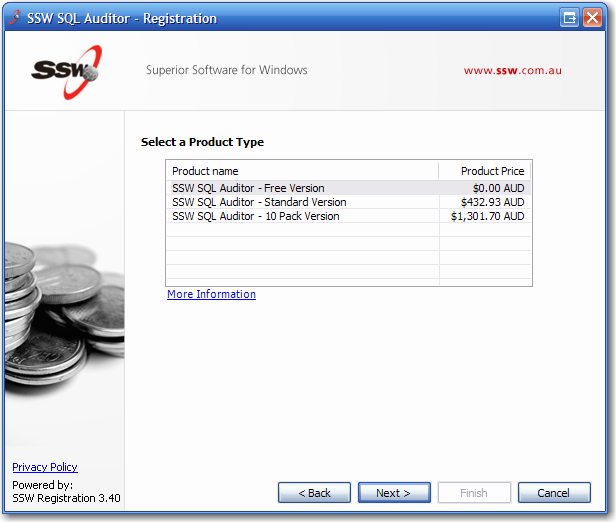 SSW SQL Auditor - Registration
SSW
Superior Software for Windows
www.ssw.com.au
Select a Product Type
Product name Product Price
SSW SQL Auditor - Free Version $0.00 AUD
SSW SQL Auditor - Standard Version $432.93 AUD
SSW SQL Auditor - 10 Pack Version $1,301.70 AUD
More Information
Privacy Policy
Powered by:
SSW Registration 3.40
< Back Next > Finish Cancel